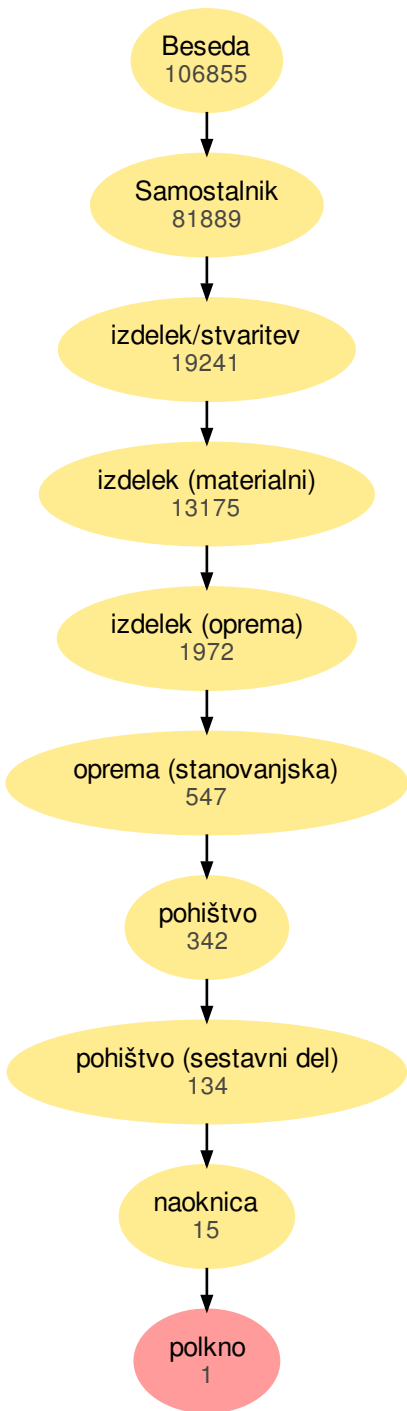 Beseda
106855
Samostalnik
81889
izdelek/stvaritev
19241
izdelek (materialni)
13175
izdelek (oprema)
1972
oprema (stanovanjska)
547
pohištvo
342
pohištvo (sestavni del)
134
naoknica
15
polkno
1